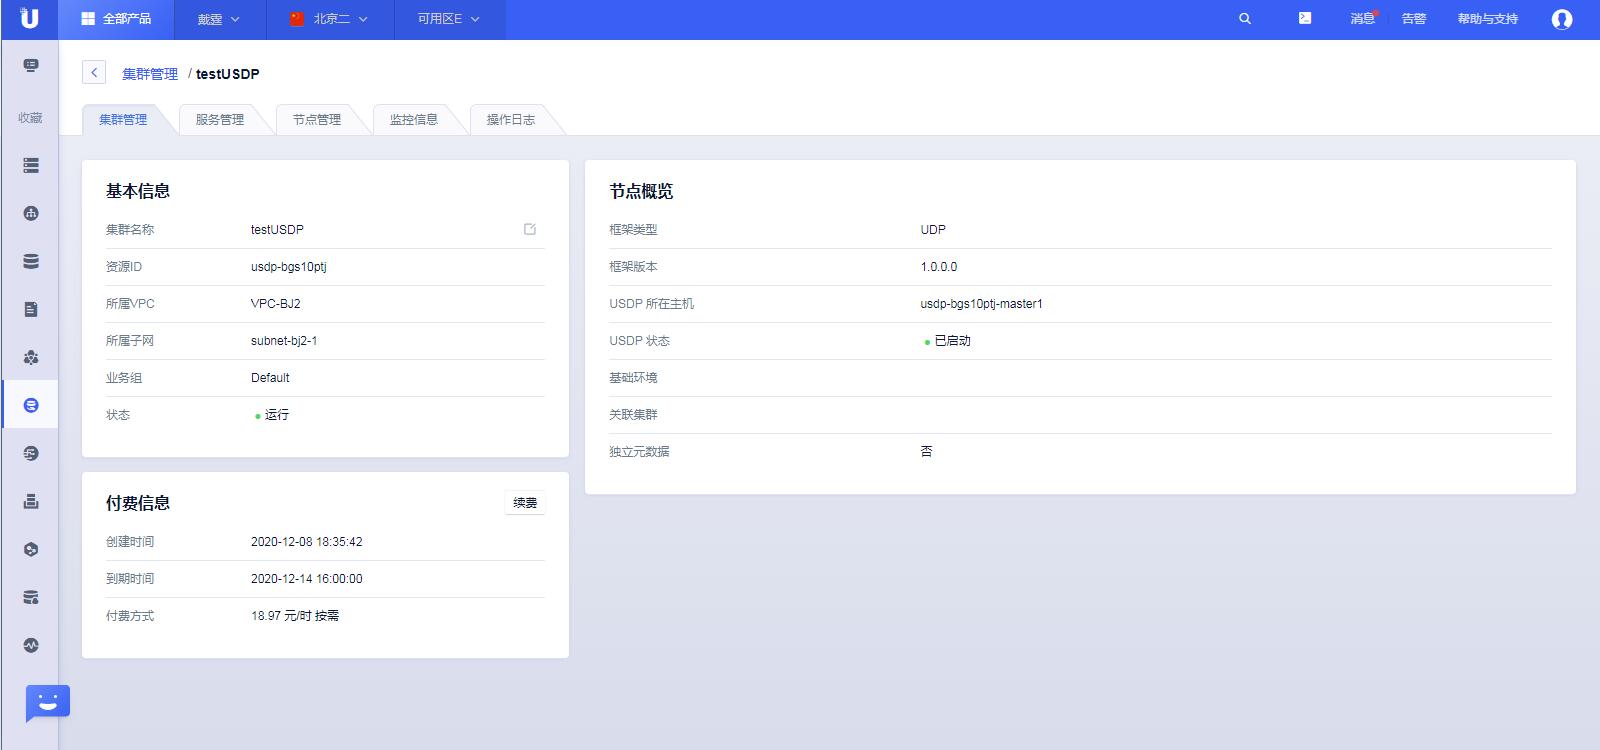 全部产品
戴霆
北京二
可用区E
消息
告警
帮助与支持
收藏
集群管理 / testUSDP
集群管理
服务管理
节点管理
监控信息
操作日志
基本信息
集群名称 testUSDP
资源ID usdp-bgs10ptj
所属VPC VPC-BJ2
所属子网 subnet-bj2-1
业务组 Default
状态 运行
付费信息
续费
创建时间 2020-12-08 18:35:42
到期时间 2020-12-14 16:00:00
付费方式 18.97 元/时 按需
节点概览
框架类型 UDP
框架版本 1.0.0.0
USDP 所在主机 usdp-bgs10ptj-master1
USDP 状态 已启动
基础环境
关联集群
独立元数据 否